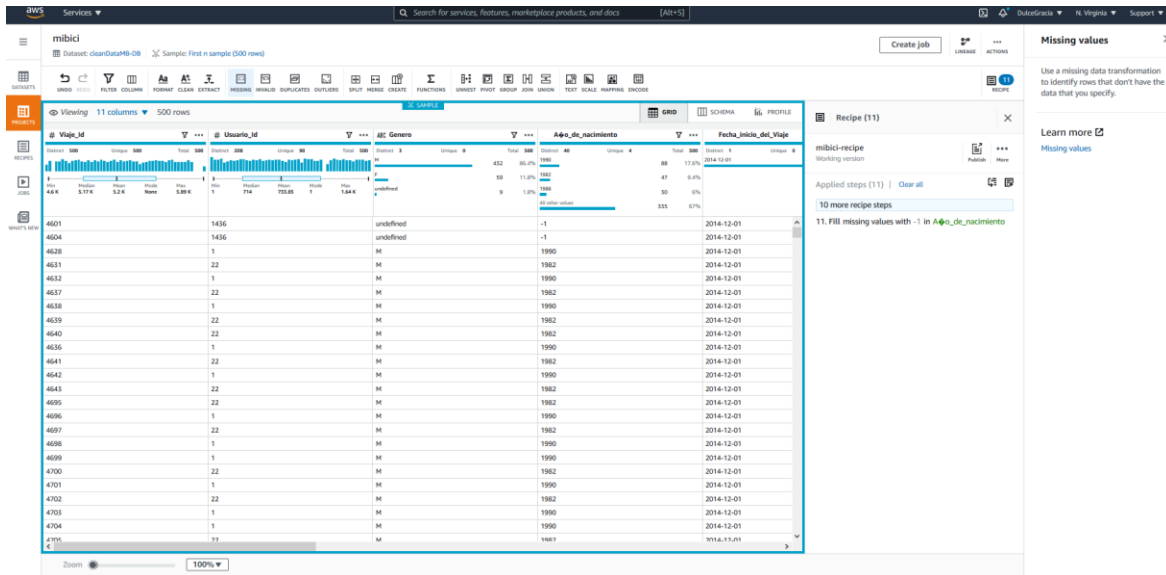 aws Services ▼ Search for services, features, marketplace products, and docs [Alt+S] DulceGracia ▼ N. Virginia ▼ Support ▼
mibici
Dataset: cleanDataMB-DB Sample: First n sample (500 rows)
Create job LINEAGE ACTIONS
UNDO REDO FILTER COLUMN FORMAT CLEAN EXTRACT MISSING INVALID DUPLICATES OUTLIERS SPLIT MERGE CREATE FUNCTIONS UNNEST PIVOT GROUP JOIN UNION TEXT SCALE MAPPING ENCODE RECIPE 11
DATASETS
PROJECTS
RECIPES
JOBS
WHAT'S NEW
Viewing 11 columns ▼ 500 rows SAMPLE GRID SCHEMA PROFILE
# Viaje_Id # Usuario_Id ABC Genero A�o_de_nacimiento Fecha_inicio_del_Viaje
Distinct 500 Unique 500 Total 500 Distinct 208 Unique 90 Total 500 Distinct 3 Unique 0 Total 500 Distinct 40 Unique 4 Total 500 Distinct 1 Unique 0
M 432 86.4% 1990 88 17.6% 2014-12-01
F 59 11.8% 1982 47 9.4%
Min Median Mean Mode Max Min Median Mean Mode Max undefined 9 1.8% 1986 30 6%
4.6 K 5.17 K 5.2 K None 5.89 K 1 714 733.85 1 1.64 K All other values 335 67%
4601 1436 undefined -1 2014-12-01
4604 1436 undefined -1 2014-12-01
4628 1 M 1990 2014-12-01
4631 22 M 1982 2014-12-01
4632 1 M 1990 2014-12-01
4637 22 M 1982 2014-12-01
4638 1 M 1990 2014-12-01
4639 22 M 1982 2014-12-01
4640 22 M 1982 2014-12-01
4636 1 M 1990 2014-12-01
4641 22 M 1982 2014-12-01
4642 1 M 1990 2014-12-01
4643 22 M 1982 2014-12-01
4695 22 M 1982 2014-12-01
4696 1 M 1990 2014-12-01
4697 22 M 1982 2014-12-01
4698 1 M 1990 2014-12-01
4699 1 M 1990 2014-12-01
4700 22 M 1982 2014-12-01
4701 1 M 1990 2014-12-01
4702 22 M 1982 2014-12-01
4703 1 M 1990 2014-12-01
4704 1 M 1990 2014-12-01
4705 22 M 1982 2014-12-01
Zoom 100% ▼
Recipe (11)
mibici-recipe
Working version
Publish More
Applied steps (11) | Clear all
10 more recipe steps
11. Fill missing values with -1 in A�o_de_nacimiento
Missing values
Use a missing data transformation
to identify rows that don't have the
data that you specify.
Learn more
Missing values